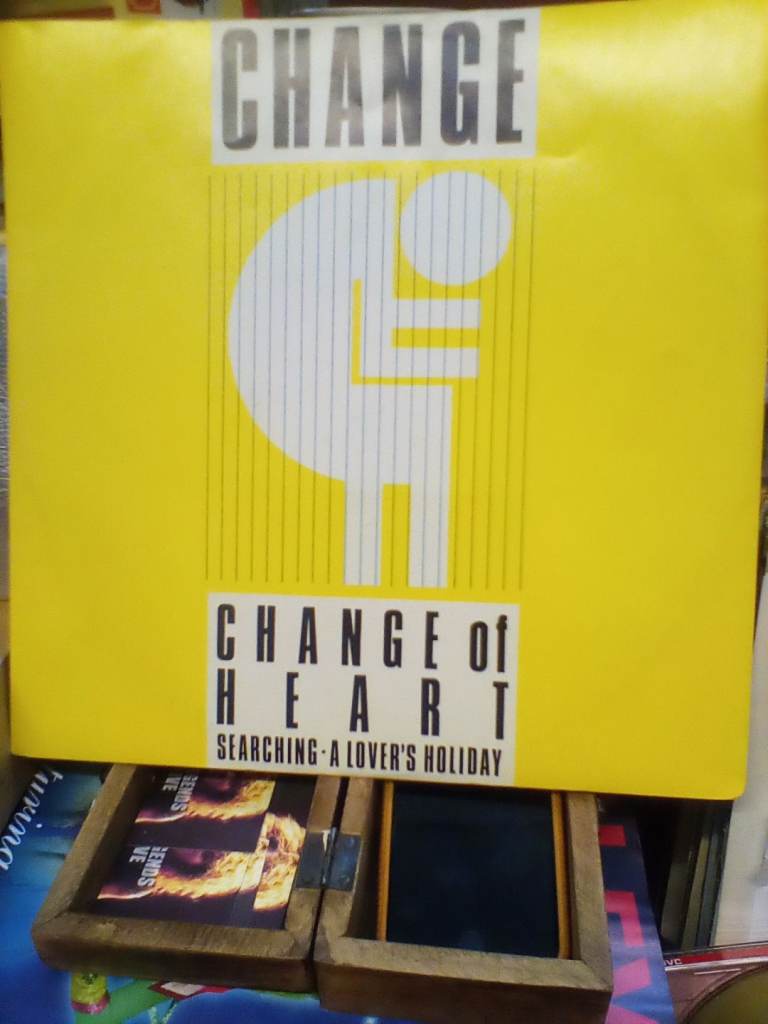 CHANGE
CHANGE of
HEART
SEARCHING · A LOVER'S HOLIDAY